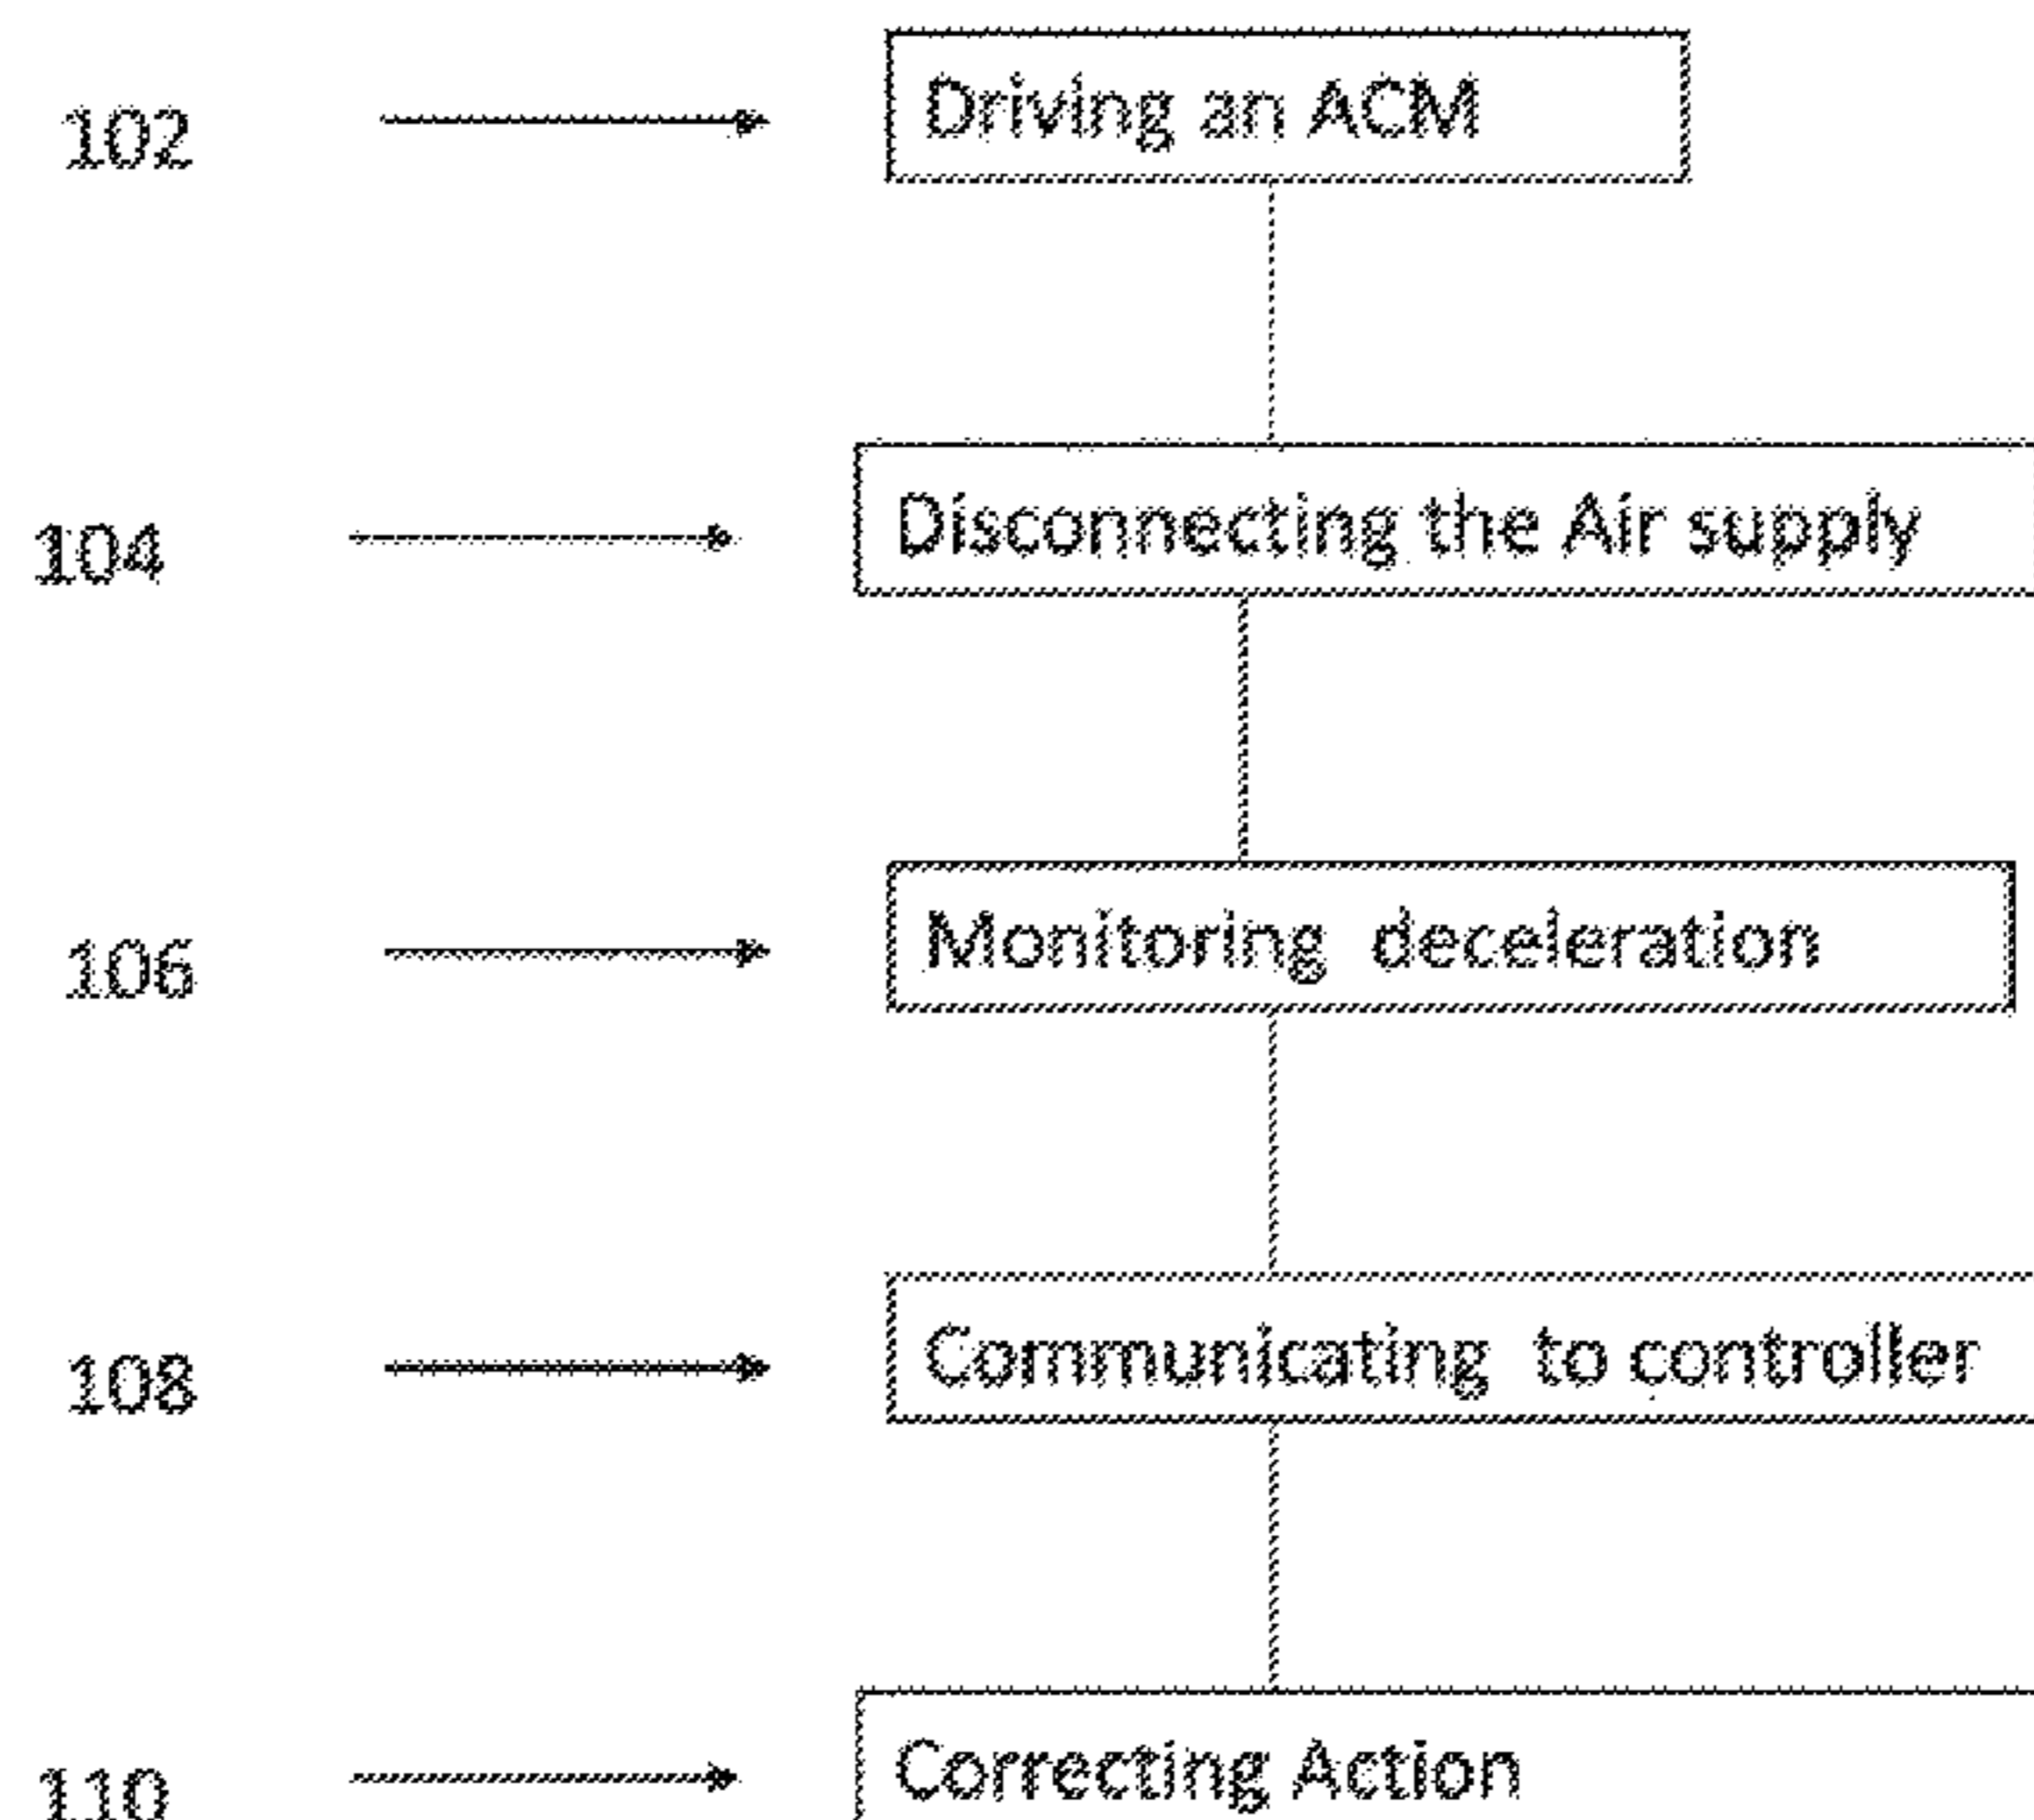 102 Driving an ACM
104 Disconnecting the Air supply
106 Monitoring deceleration
108 Communicating to controller
110 Correcting Action